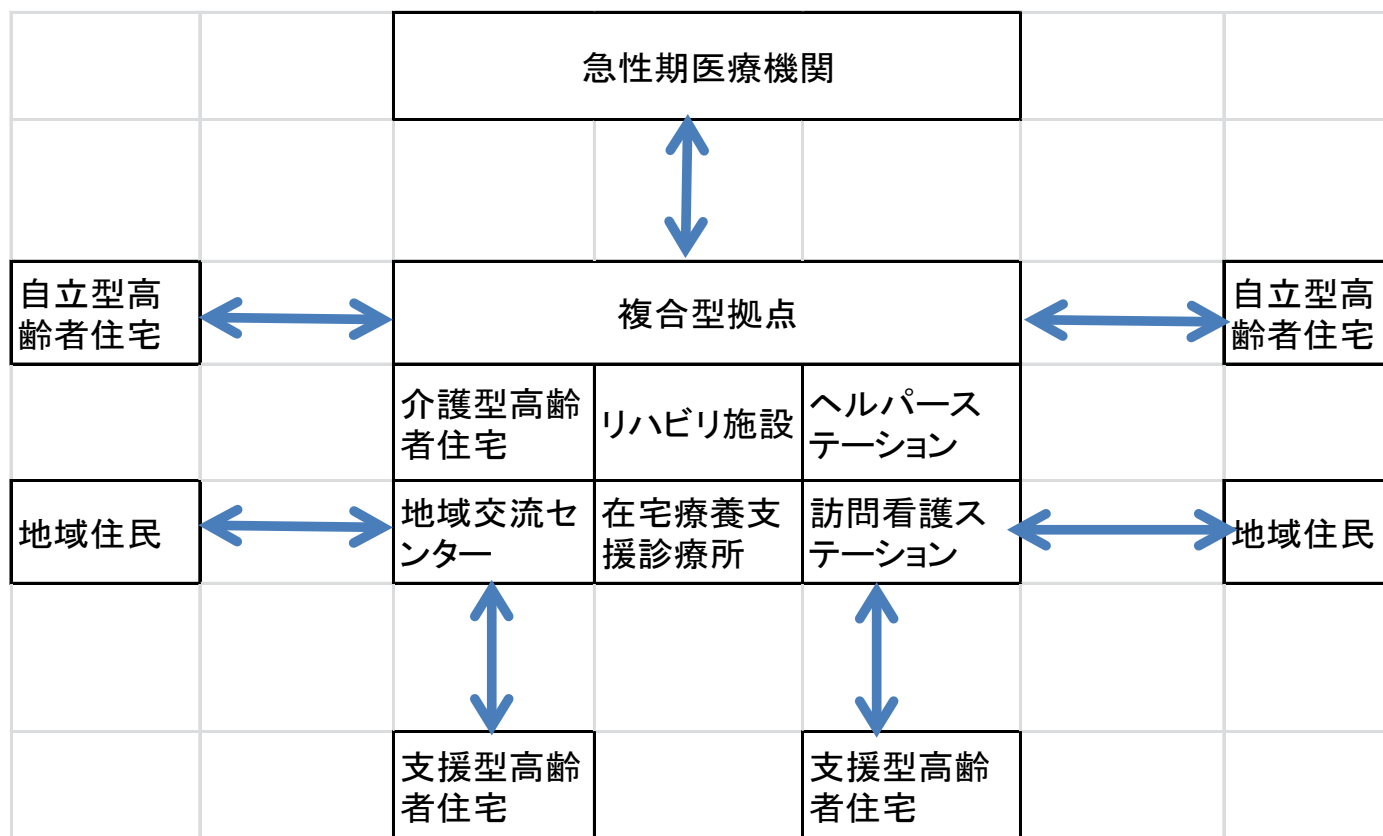 急性期医療機関
自立型高
齢者住宅
複合型拠点
自立型高
齢者住宅
介護型高齢
者住宅
リハビリ施設
ヘルパース
テーション
地域住民
地域交流セ
ンター
在宅療養支
援診療所
訪問看護ス
テーション
地域住民
支援型高齢
者住宅
支援型高齢
者住宅